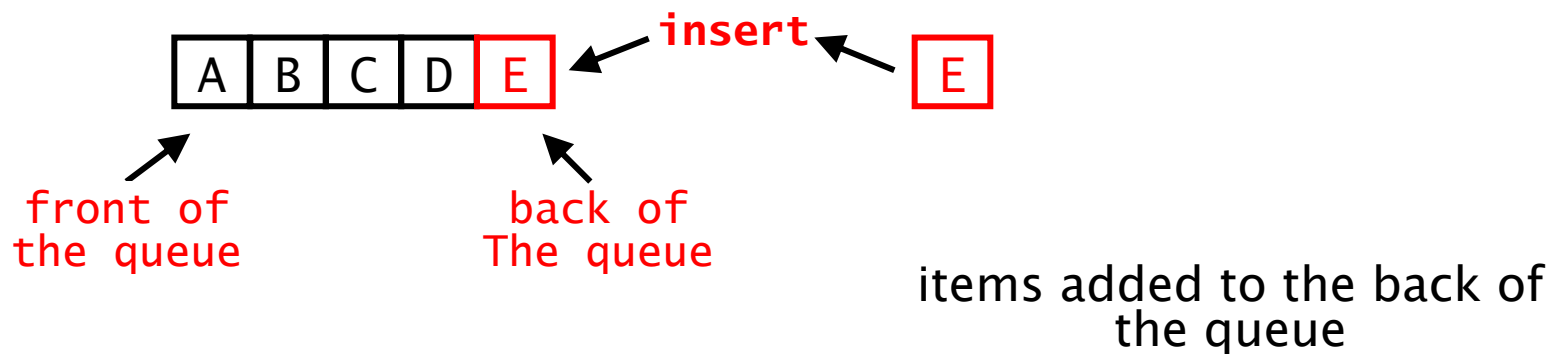 insert
A B C D E
E
front of
the queue
back of
The queue
items added to the back of
the queue